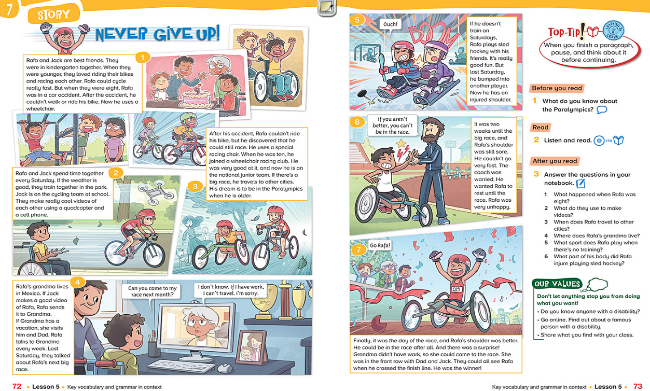 7
STORY
NEVER GIVE UP!
1
Rafa and Jack are best friends. They
were in kindergarten together. When they
were younger, they loved riding their bikes
and racing each other. Rafa could cycle
really fast. But when they were eight, Rafa
was in a car accident. After the accident, he
couldn't walk or ride his bike. Now he uses a
wheelchair.
2
Rafa and Jack spend time together
every Saturday. If the weather is
good, they train together in the park.
Jack is on the cycling team at school.
They make really cool videos of
each other using a quadcopter and
a cell phone.
After his accident, Rafa couldn't ride
his bike, but he discovered that he
could still race. He uses a special
racing chair. When he was ten, he
joined a wheelchair racing club. He
was very good at it, and now he is on
the national junior team. If there's a
big race, he travels to other cities.
His dream is to be in the Paralympics
when he is older.
3
4
Rafa's grandma lives
in Mexico. If Jack
makes a good video
of Rafa, Rafa sends
it to Grandma.
If Grandma has a
vacation, she visits
him and Dad. Rafa
talks to Grandma
every week. Last
Saturday, they talked
about Rafa's next big
race.
Can you come to my
race next month?
I don't know. If I have work,
I can't travel. I'm sorry.
72 Lesson 5 • Key vocabulary and grammar in context
5
Ouch!
If he doesn't
train on
Saturdays,
Rafa plays sled
hockey with his
friends. It's really
good fun. But
last Saturday,
he bumped into
another player.
Now he has an
injured shoulder.
6
If you aren't
better, you can't
be in the race.
It was two
weeks until the
big race, and
Rafa's shoulder
was still sore.
He couldn't go
very fast. The
coach was
worried. He
wanted Rafa to
rest until the
race. Rafa was
very unhappy.
7
Go Rafa!
Finally, it was the day of the race, and Rafa's shoulder was better.
He could be in the race after all. And there was a surprise!
Grandma didn't have work, so she could come to the race. She
was in the front row with Dad and Jack. They could all see Rafa
when he crossed the finish line. He was the winner!
TOP-TIP!
When you finish a paragraph,
pause, and think about it
before continuing.
Before you read
1 What do you know about
the Paralympics?
Read
2 Listen and read.
After you read
3 Answer the questions in your
notebook.
1 What happened when Rafa was
eight?
2 What do they use to make
videos?
3 When does Rafa travel to other
cities?
4 Where does Rafa's grandma live?
5 What sport does Rafa play when
there's no training?
6 What part of his body did Rafa
injure playing sled hockey?
OUR VALUES
Don't let anything stop you from doing
what you want!
• Do you know anyone with a disability?
• Go online. Find out about a famous
person with a disability.
• Share what you find with your class.
Key vocabulary and grammar in context • Lesson 5 73